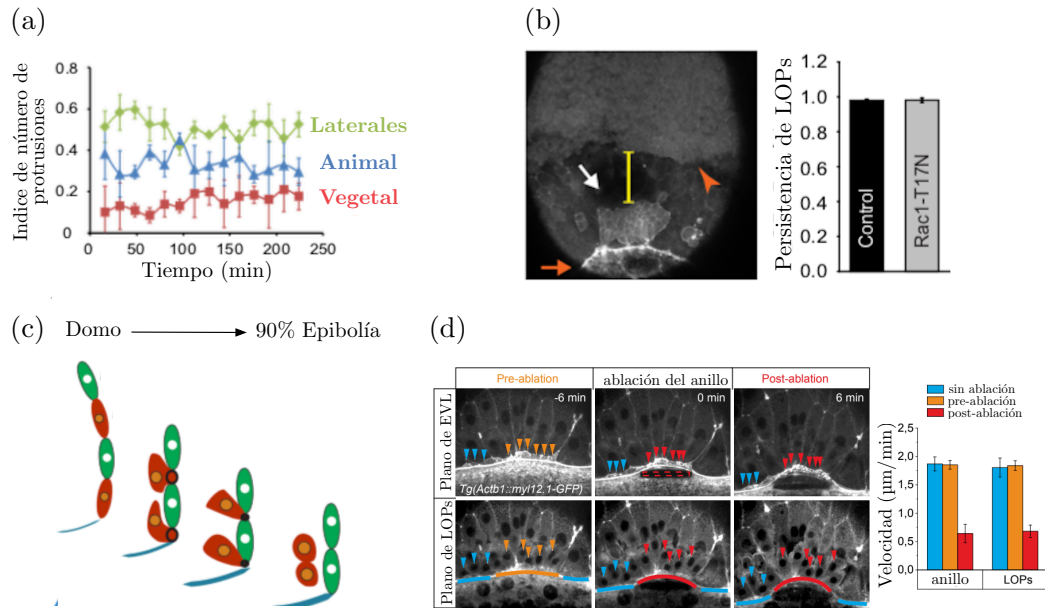 (a)
Indice de número de
protrusiones
0.8
0.6
0.4
0.2
0
Laterales
Animal
Vegetal
0
50
100
150
200
250
Tiempo (min)
(b)
Persistencia de LOPs
1.2
1.0
0.8
0.6
0.4
0.2
0.0
Control
Rac1-T17N
(c)
Domo
90% Epibolía
(d)
Pre-ablation
ablación del anillo
Post-ablation
Plano de EVL
-6 min
0 min
6 min
Tg(Actb1::myl12.1-GFP)
Plano de LOPs
sin ablación
pre-ablación
post-ablación
Velocidad (µm/min)
2,5
2,0
1,5
1,0
0,5
0,0
anillo
LOPs